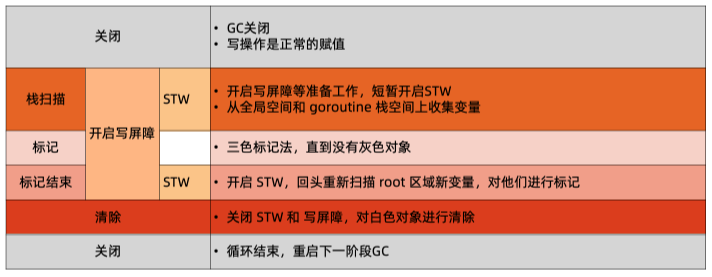 关闭
• GC关闭
• 写操作是正常的赋值
栈扫描
开启写屏障
STW
• 开启写屏障等准备工作，短暂开启STW
• 从全局空间和 goroutine 栈空间上收集变量
标记
• 三色标记法，直到没有灰色对象
标记结束
STW
• 开启 STW，回头重新扫描 root 区域新变量，对他们进行标记
清除
• 关闭 STW 和 写屏障，对白色对象进行清除
关闭
• 循环结束，重启下一阶段GC